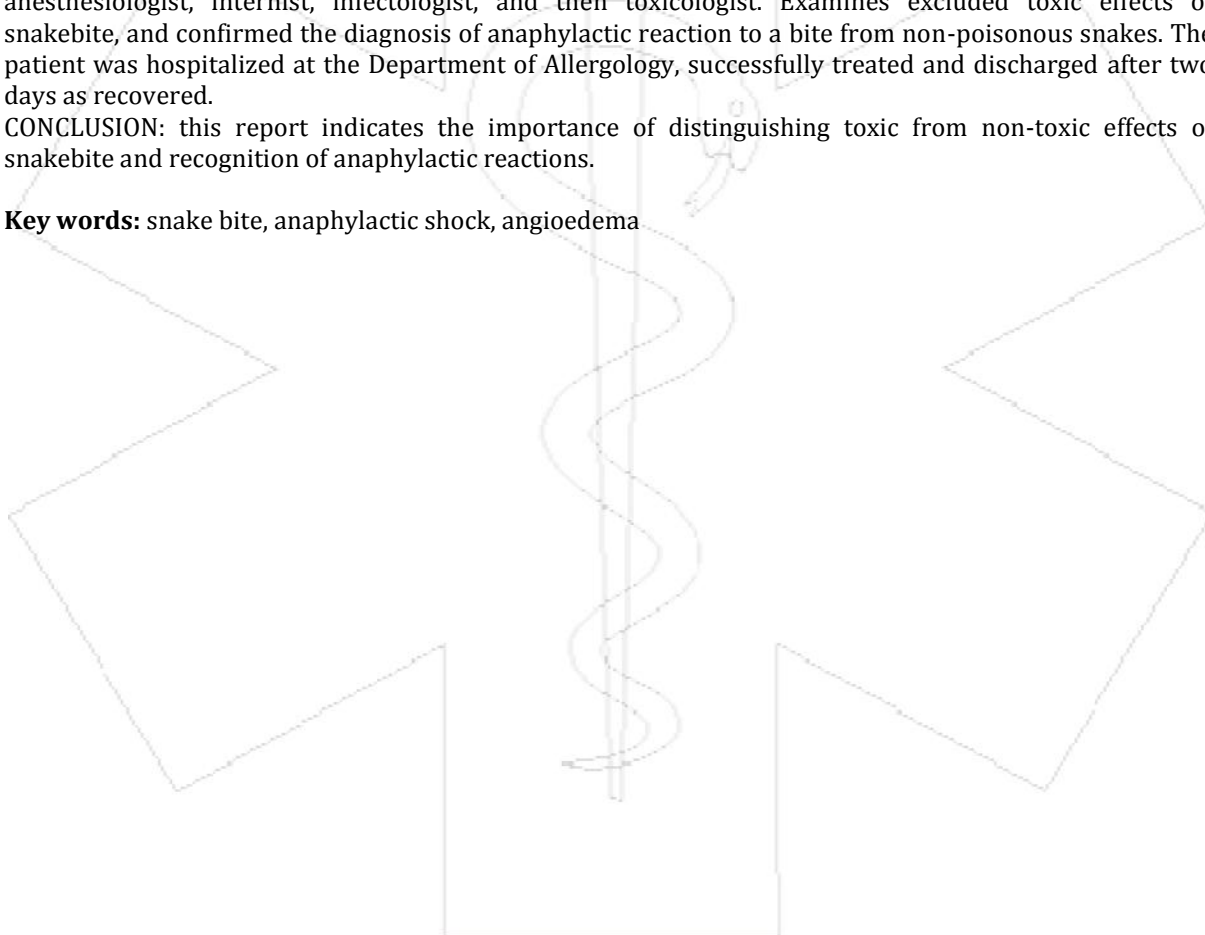 anesthesiologist, internist, infectologist, and then toxicologist. Examines excluded toxic effects o
snakebite, and confirmed the diagnosis of anaphylactic reaction to a bite from non-poisonous snakes. The
patient was hospitalized at the Department of Allergology, successfully treated and discharged after two
days as recovered.
CONCLUSION: this report indicates the importance of distinguishing toxic from non-toxic effects o
snakebite and recognition of anaphylactic reactions.
Key words: snake bite, anaphylactic shock, angioedema